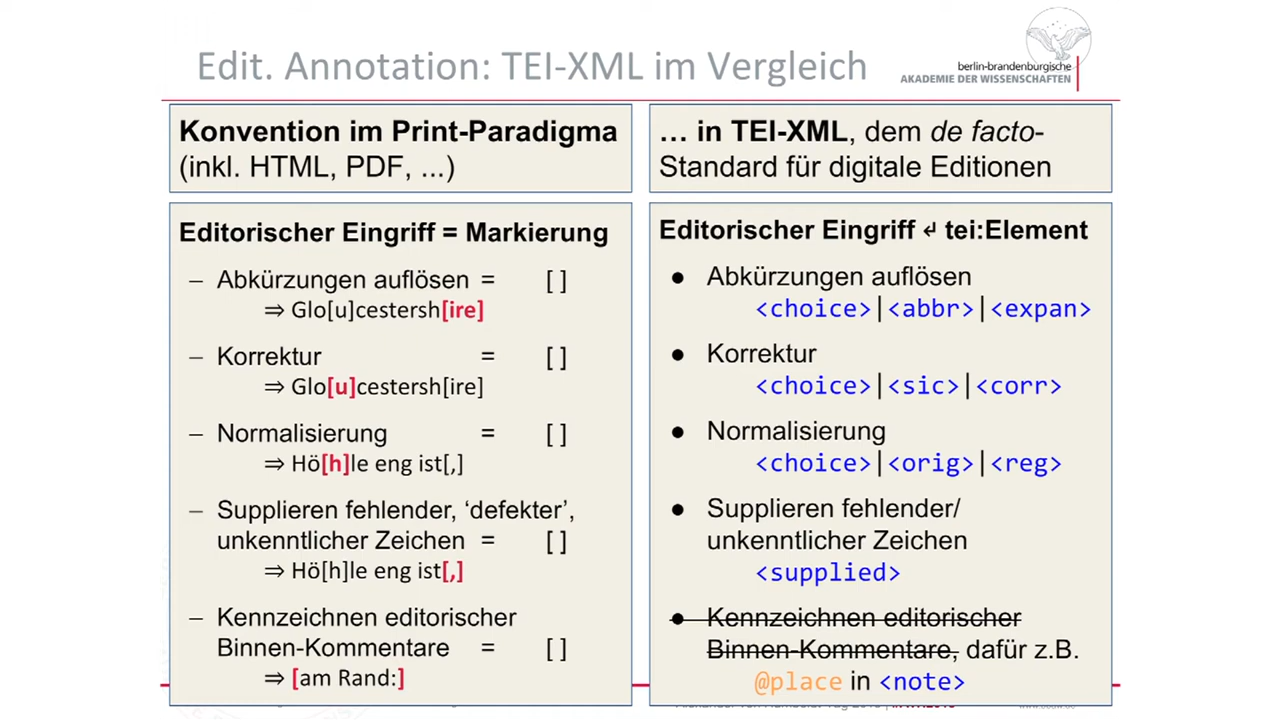 Edit. Annotation: TEI-XML im Vergleich
berlin-brandenburgische
AKADEMIE DER WISSENSCHAFTEN
Konvention im Print-Paradigma
(inkl. HTML, PDF, ...)
Editorischer Eingriff = Markierung
– Abkürzungen auflösen = [ ]
⇒ Glo[u]cestersh[ire]
– Korrektur = [ ]
⇒ Glo[u]cestersh[ire]
– Normalisierung = [ ]
⇒ Hö[h]le eng ist[,]
– Supplieren fehlender, ‘defekter’,
unkenntlicher Zeichen = [ ]
⇒ Hö[h]le eng ist[,]
– Kennzeichnen editorischer
Binnen-Kommentare = [ ]
⇒ [am Rand:]
… in TEI-XML, dem de facto-
Standard für digitale Editionen
Editorischer Eingriff ↲ tei:Element
● Abkürzungen auflösen
<choice>|<abbr>|<expan>
● Korrektur
<choice>|<sic>|<corr>
● Normalisierung
<choice>|<orig>|<reg>
● Supplieren fehlender/
unkenntlicher Zeichen
<supplied>
● Kennzeichnen editorischer
Binnen-Kommentare, dafür z.B.
@place in <note>